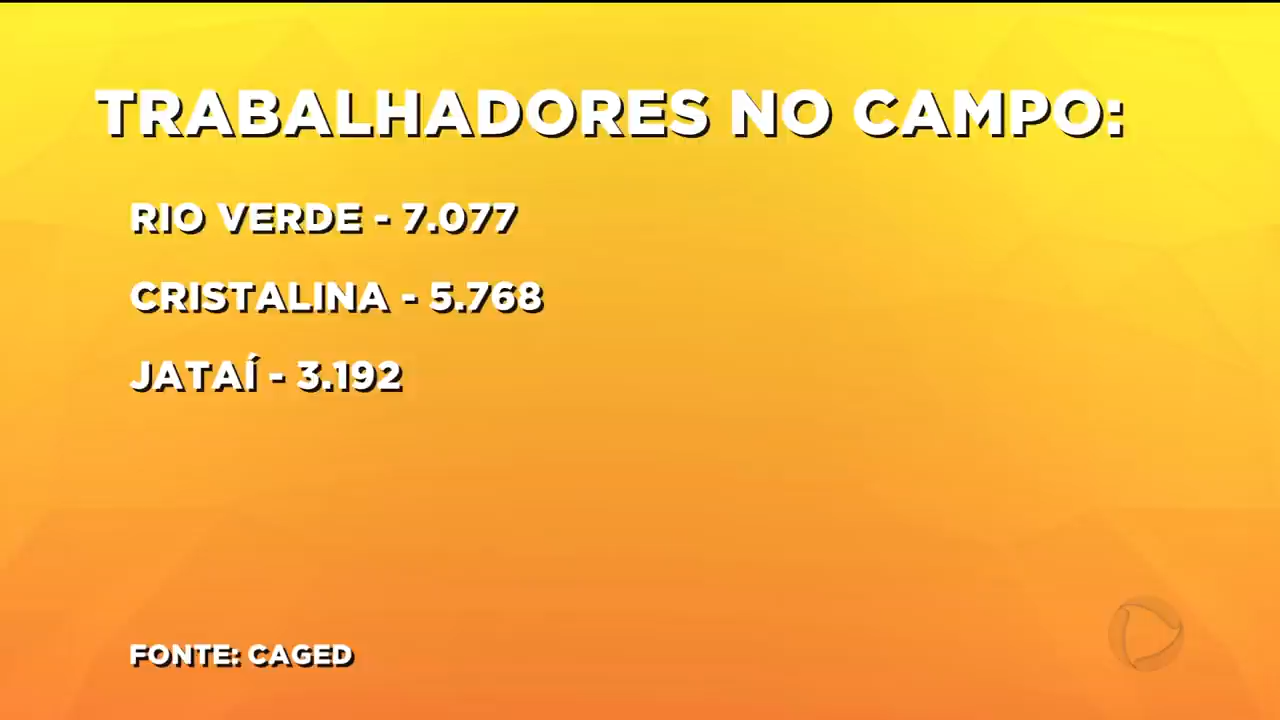 TRABALHADORES NO CAMPO:
RIO VERDE - 7.077
CRISTALINA - 5.768
JATAÍ - 3.192
FONTE: CAGED